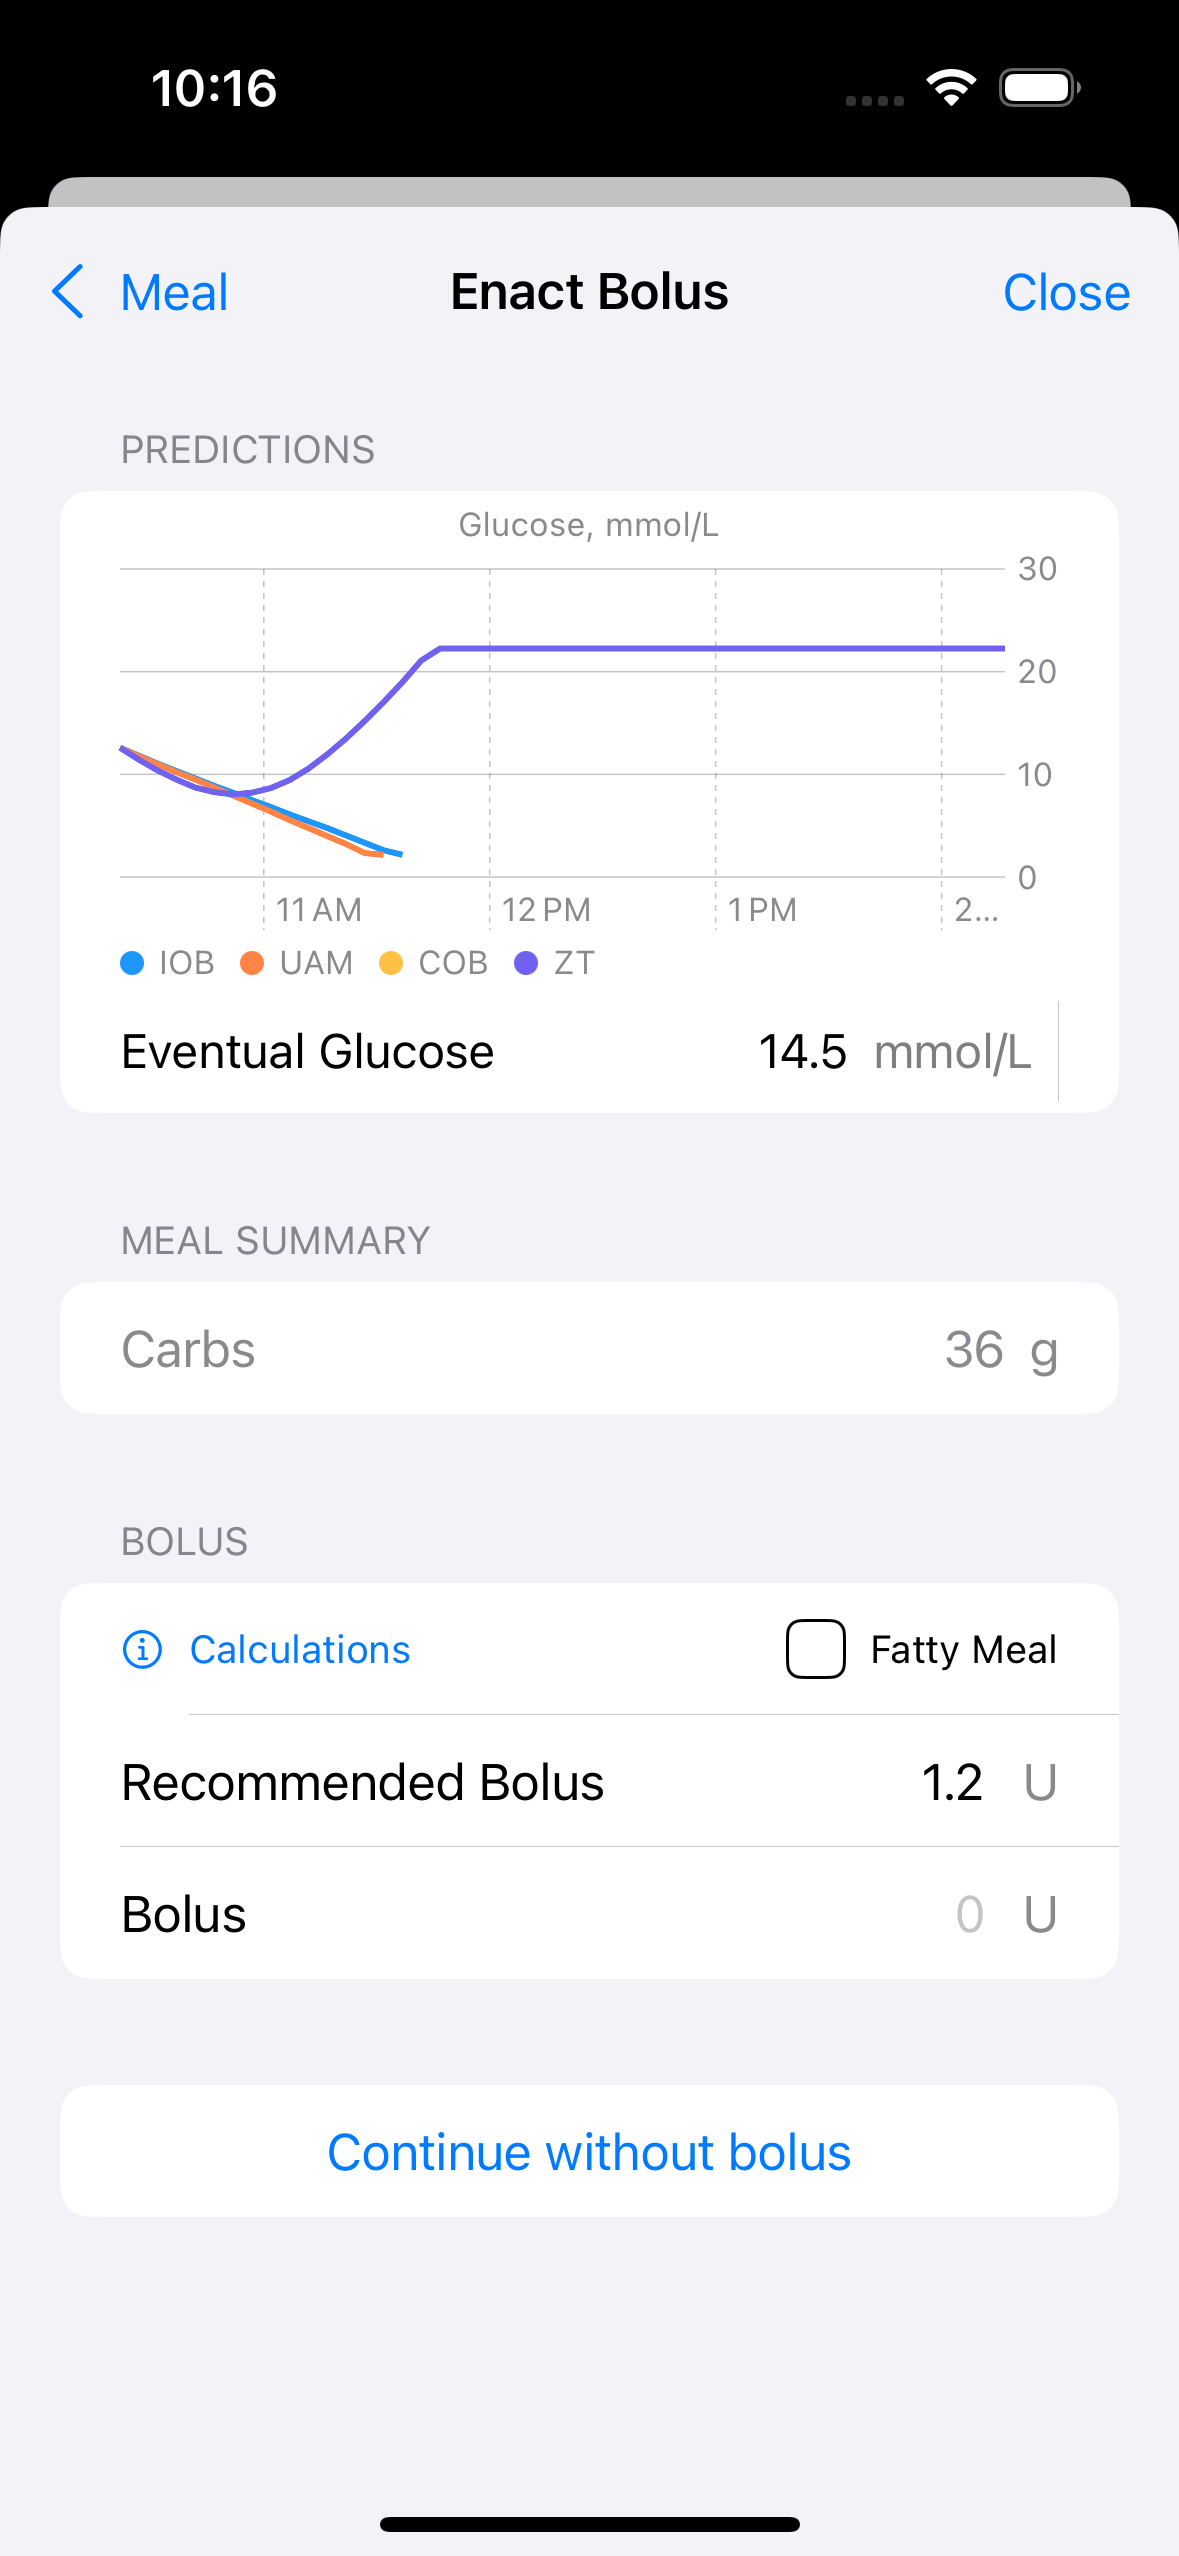 10:16
Meal Enact Bolus Close
PREDICTIONS
Glucose, mmol/L
30
20
10
0
11 AM 12 PM 1 PM 2...
IOB UAM COB ZT
Eventual Glucose 14.5 mmol/L
MEAL SUMMARY
Carbs 36 g
BOLUS
Calculations Fatty Meal
Recommended Bolus 1.2 U
Bolus 0 U
Continue without bolus